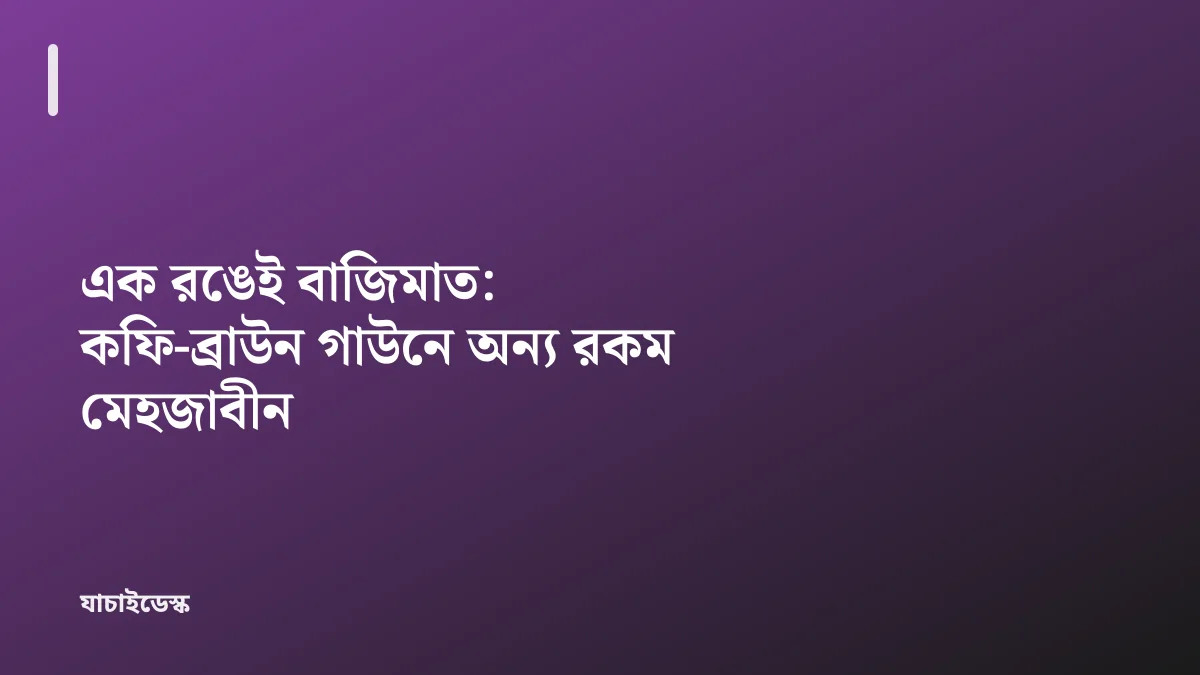 এক রঙেই বাজিমাত:
কফি-ব্রাউন গাউনে অন্য রকম
মেহজাবীন
যাচাইডেস্ক